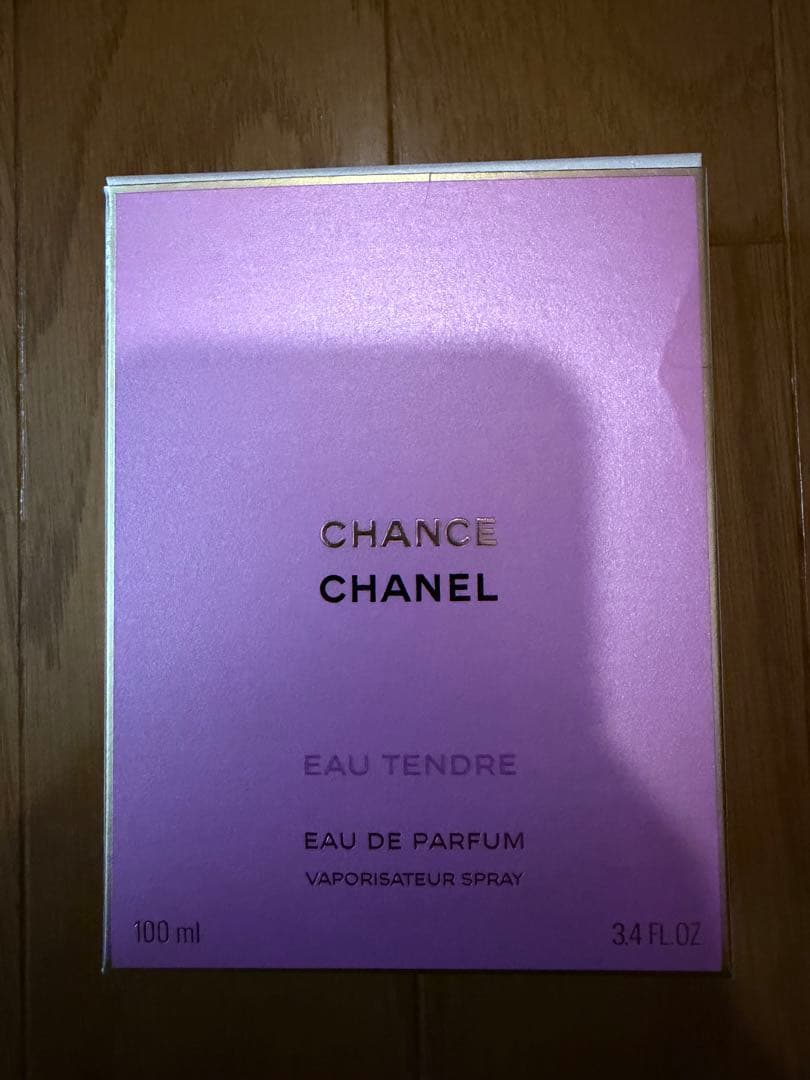 CHANCE
CHANEL
EAU TENDRE
EAU DE PARFUM
VAPORISATEUR SPRAY
100 ml
3.4 FL.OZ